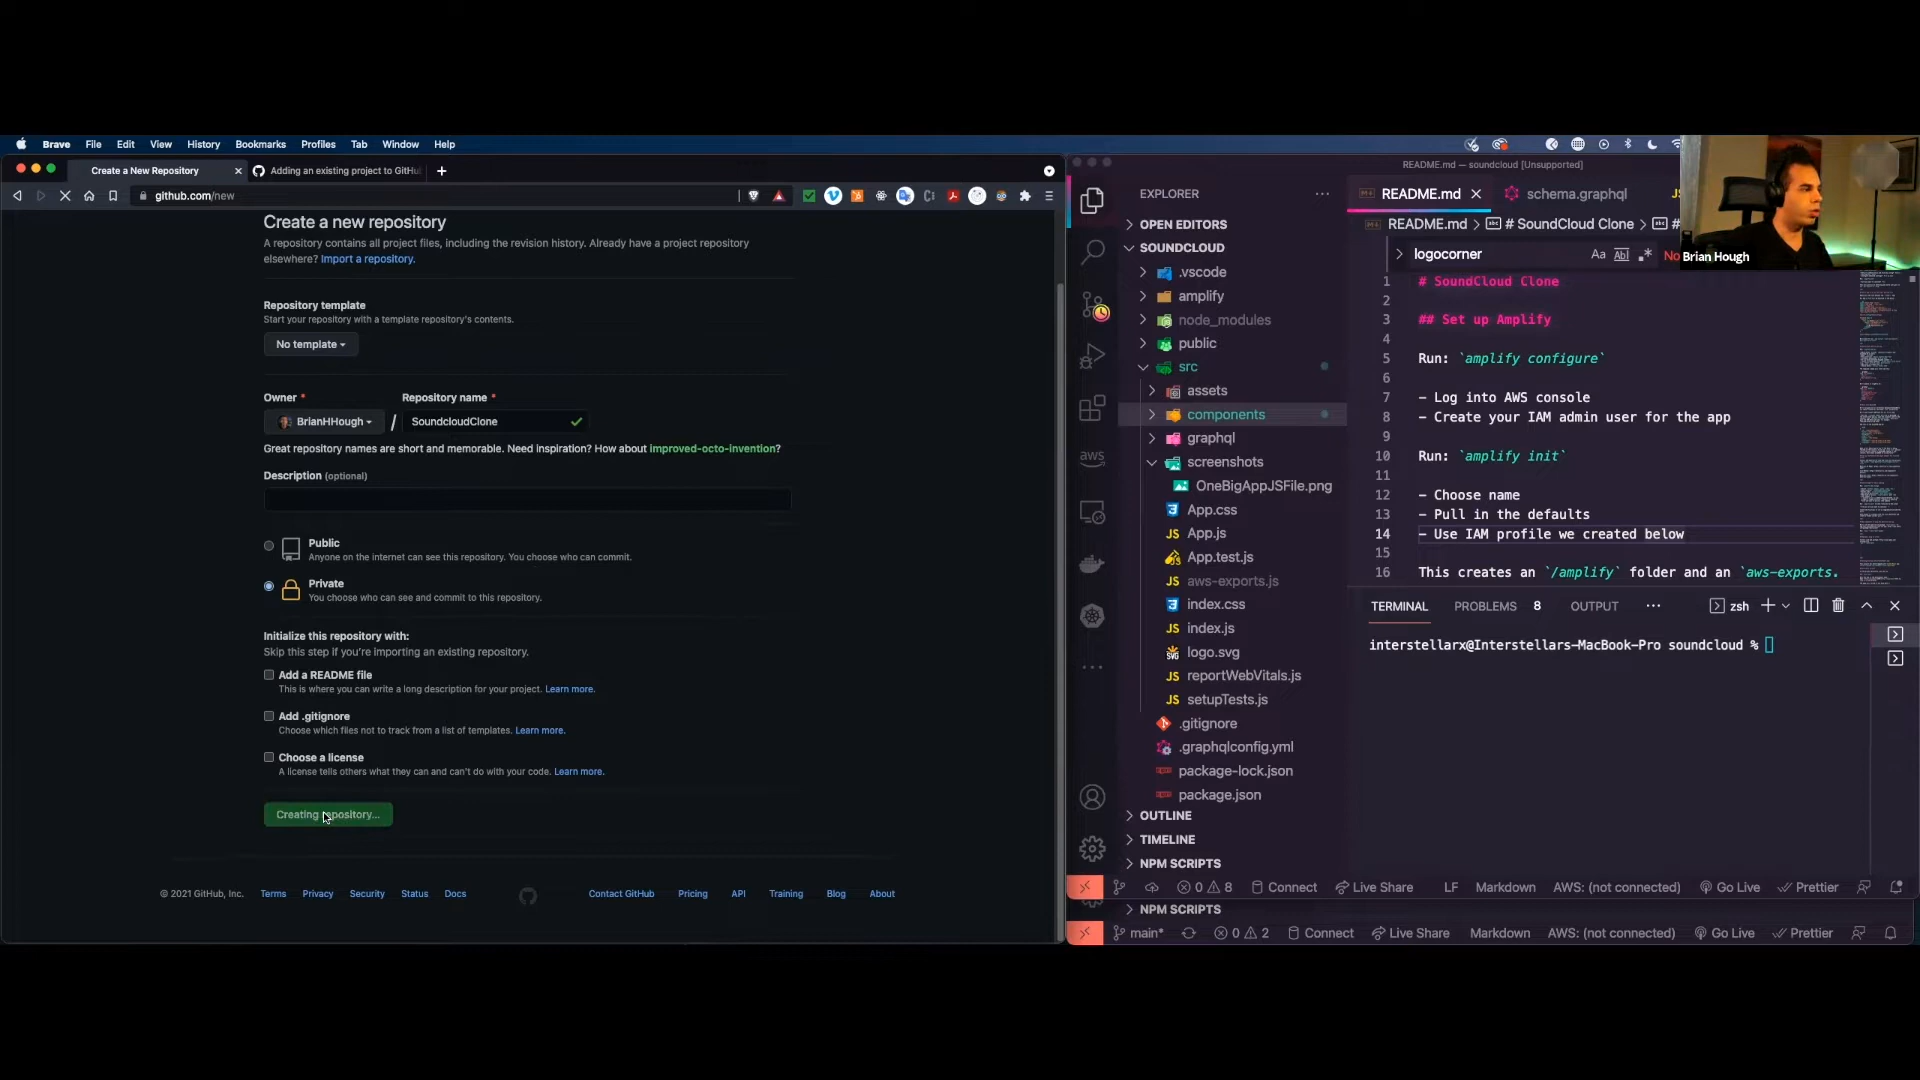 Brave File Edit View History Bookmarks Profiles Tab Window Help
Create a New Repository
Adding an existing project to GitHu
github.com/new
Create a new repository
A repository contains all project files, including the revision history. Already have a project repository
elsewhere? Import a repository.
Repository template
Start your repository with a template repository's contents.
No template
Owner *
Repository name *
BrianHHough / SoundcloudClone
Great repository names are short and memorable. Need inspiration? How about improved-octo-invention?
Description (optional)
Public
Anyone on the internet can see this repository. You choose who can commit.
Private
You choose who can see and commit to this repository.
Initialize this repository with:
Skip this step if you're importing an existing repository.
Add a README file
This is where you can write a long description for your project. Learn more.
Add .gitignore
Choose which files not to track from a list of templates. Learn more.
Choose a license
A license tells others what they can and can't do with your code. Learn more.
Creating repository...
© 2021 GitHub, Inc. Terms Privacy Security Status Docs Contact GitHub Pricing API Training Blog About
README.md — soundcloud [Unsupported]
EXPLORER
OPEN EDITORS
SOUNDCLOUD
.vscode
amplify
node_modules
public
src
assets
components
graphql
screenshots
OneBigAppJSFile.png
JS App.css
JS App.js
App.test.js
JS aws-exports.js
index.css
JS index.js
logo.svg
JS reportWebVitals.js
JS setupTests.js
.gitignore
.graphqlconfig.yml
package-lock.json
package.json
OUTLINE
TIMELINE
NPM SCRIPTS
aws
README.md
schema.graphql
README.md > # SoundCloud Clone > #
logocorner Aa Abl .* No
Brian Hough
1 # SoundCloud Clone
2
3 ## Set up Amplify
4
5 Run: `amplify configure`
6
7 - Log into AWS console
8 - Create your IAM admin user for the app
9
10 Run: `amplify init`
11
12 - Choose name
13 - Pull in the defaults
14 - Use IAM profile we created below
15
16 This creates an `/amplify` folder and an `aws-exports.
TERMINAL PROBLEMS 8 OUTPUT ... zsh
interstellarx@Interstellars-MacBook-Pro soundcloud %
0 8 Connect Live Share LF Markdown AWS: (not connected) Go Live Prettier
NPM SCRIPTS
main* 0 2 Connect Live Share Markdown AWS: (not connected) Go Live Prettier